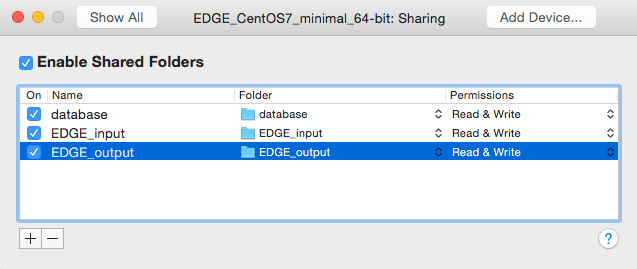 Show All EDGE_CentOS7_minimal_64-bit: Sharing Add Device...
Enable Shared Folders
On Name Folder Permissions
database database Read & Write
EDGE_input EDGE_input Read & Write
EDGE_output EDGE_output Read & Write
+ − ?